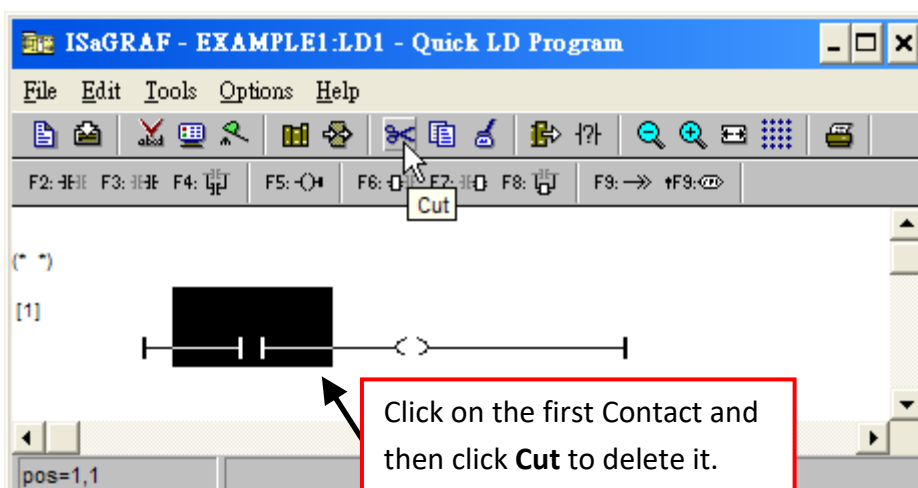 ISaGRAF - EXAMPLE1:LD1 - Quick LD Program
File Edit Tools Options Help
F2: F3: F4: F5: F6: F7: F8: F9: F9:
Cut
(* *)
[1]
Click on the first Contact and
then click Cut to delete it.
pos=1,1